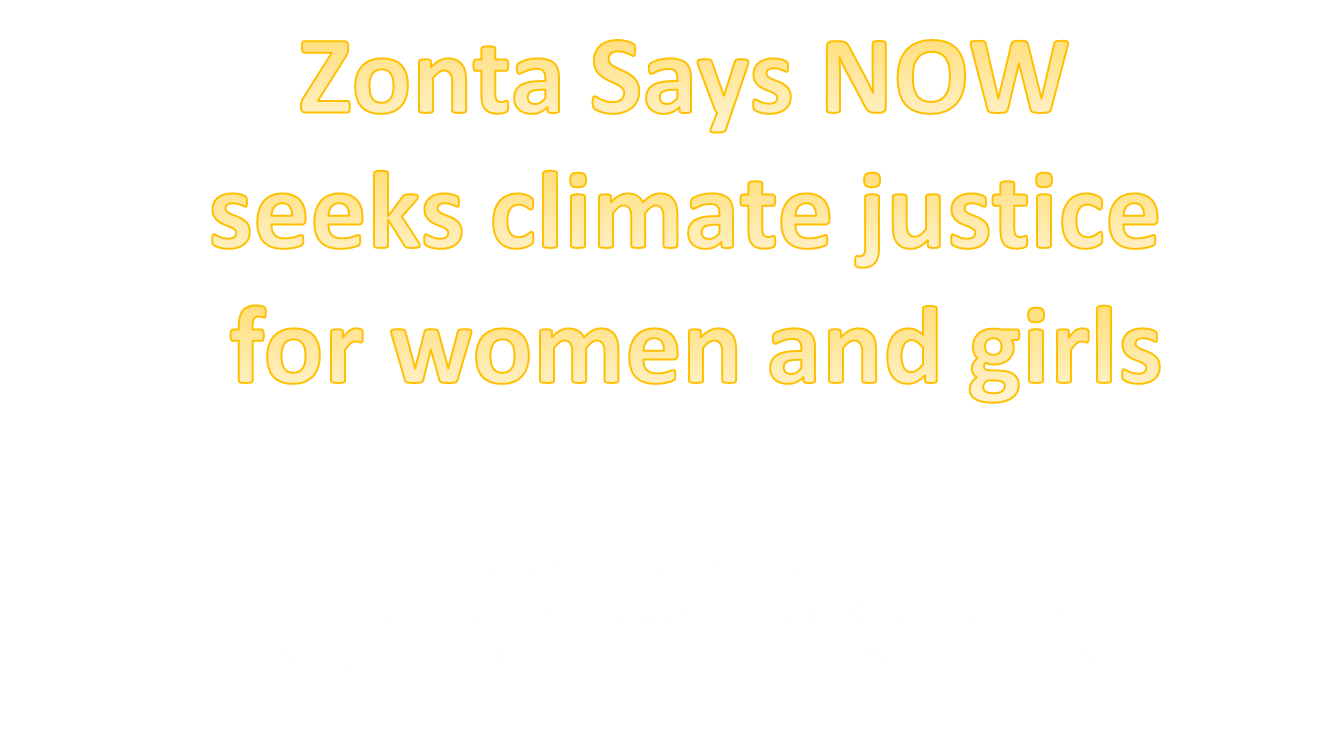 Zonta Says NOW
seeks climate justice
for women and girls